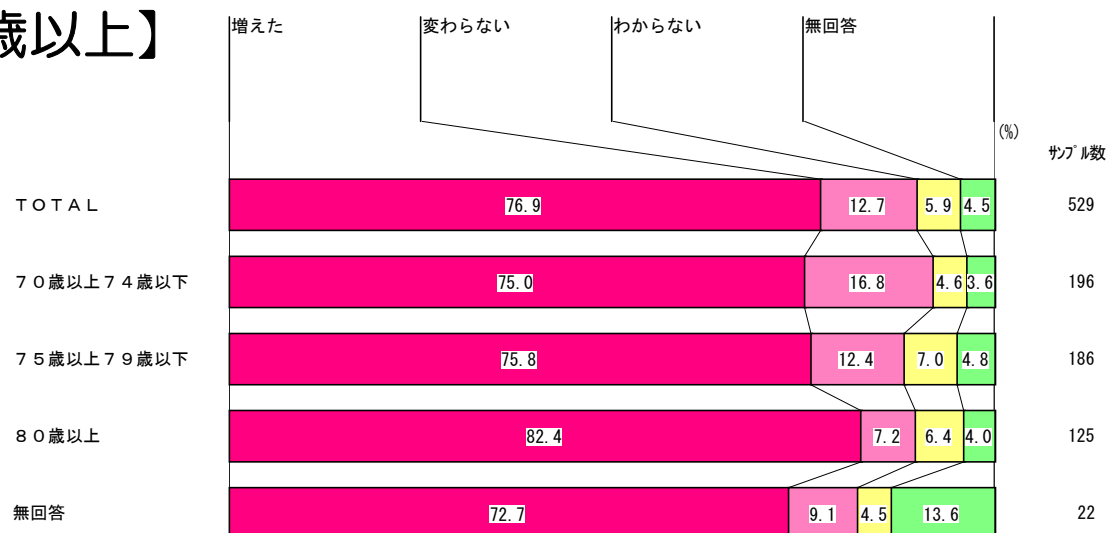 歳以上】
増えた 変わらない わからない 無回答
(%)
ｻﾝﾌﾟﾙ数
ＴＯＴＡＬ 76.9 12.7 5.9 4.5 529
７０歳以上７４歳以下 75.0 16.8 4.6 3.6 196
７５歳以上７９歳以下 75.8 12.4 7.0 4.8 186
８０歳以上 82.4 7.2 6.4 4.0 125
無回答 72.7 9.1 4.5 13.6 22